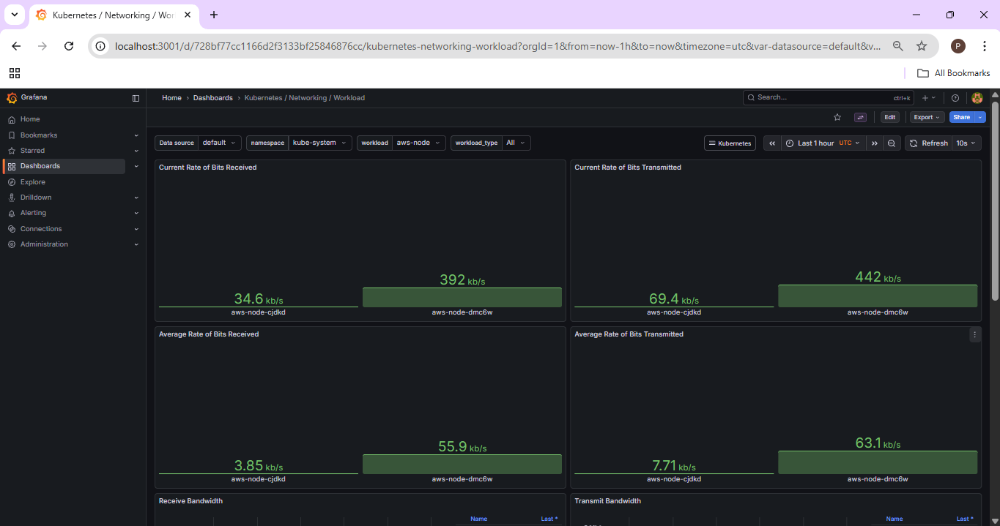 Kubernetes / Networking / Wor
localhost:3001/d/728bf77cc1166d2f3133bf25846876cc/kubernetes-networking-workload?orgId=1&from=now-1h&to=now&timezone=utc&var-datasource=default&v...
P
All Bookmarks
Grafana
Home › Dashboards › Kubernetes / Networking / Workload
Search...
ctrl+k
Edit
Export
Share
Home
Bookmarks
Starred
Dashboards
Explore
Drilldown
Alerting
Connections
Administration
Data source default
namespace kube-system
workload aws-node
workload_type All
Kubernetes
Last 1 hour UTC
Refresh 10s
Current Rate of Bits Received
34.6 kb/s
aws-node-cjdkd
392 kb/s
aws-node-dmc6w
Current Rate of Bits Transmitted
69.4 kb/s
aws-node-cjdkd
442 kb/s
aws-node-dmc6w
Average Rate of Bits Received
3.85 kb/s
aws-node-cjdkd
55.9 kb/s
aws-node-dmc6w
Average Rate of Bits Transmitted
7.71 kb/s
aws-node-cjdkd
63.1 kb/s
aws-node-dmc6w
Receive Bandwidth
Name Last *
Transmit Bandwidth
Name Last *